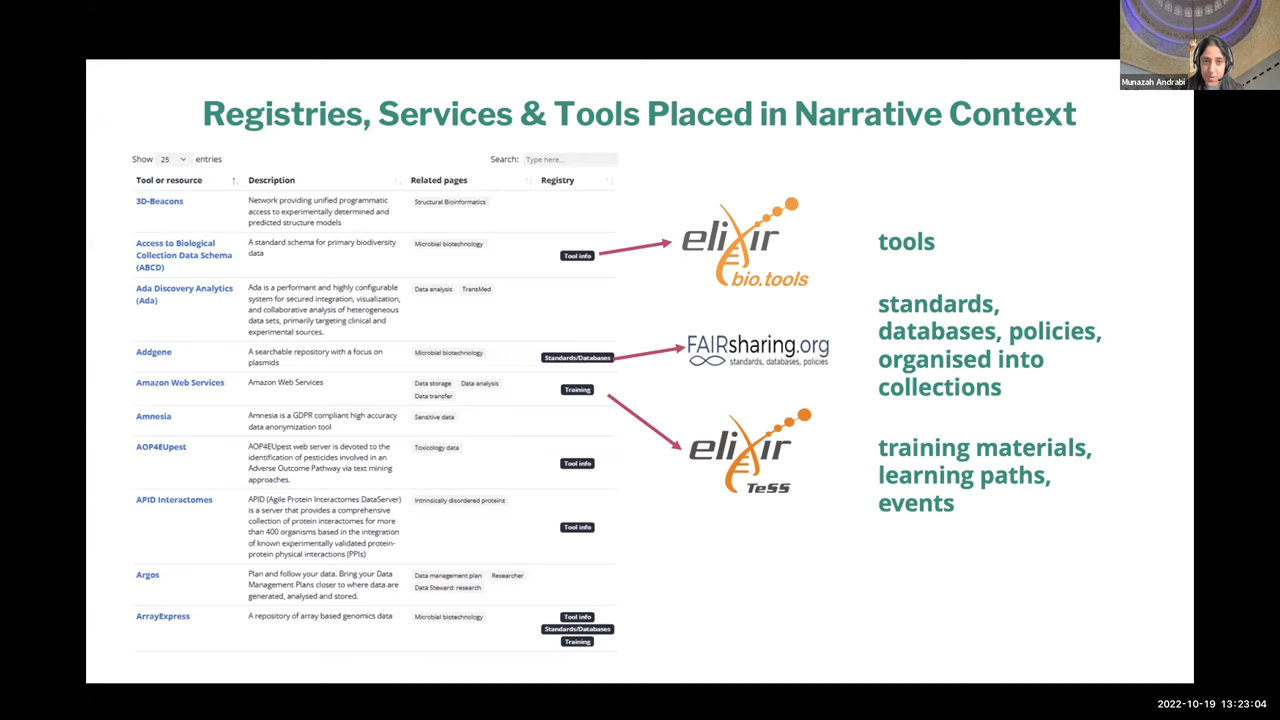 Munazah Andrabi
Registries, Services & Tools Placed in Narrative Context
Show 25 entries
Search: Type here...
Tool or resource Description Related pages Registry
3D-Beacons
Network providing unified programmatic
access to experimentally determined and
predicted structure models
Structural Bioinformatics
Access to Biological
Collection Data Schema
(ABCD)
A standard schema for primary biodiversity
data
Microbial biotechnology
Tool info
Ada Discovery Analytics
(Ada)
Ada is a performant and highly configurable
system for secured integration, visualization,
and collaborative analysis of heterogeneous
data sets, primarily targeting clinical and
experimental sources.
Data analysis TransMed
Addgene
A searchable repository with a focus on
plasmids
Microbial biotechnology
Standards/Databases
Amazon Web Services
Amazon Web Services
Data storage Data analysis
Data transfer
Training
Amnesia
Amnesia is a GDPR compliant high accuracy
data anonymization tool
Sensitive data
AOP4EUpest
AOP4EUpest web server is devoted to the
identification of pesticides involved in an
Adverse Outcome Pathway via text mining
approaches.
Toxicology data
Tool info
APID Interactomes
APID (Agile Protein Interactomes DataServer)
is a server that provides a comprehensive
collection of protein interactomes for more
than 400 organisms based in the integration
of known experimentally validated protein-
protein physical interactions (PPIs)
Intrinsically disordered proteins
Tool info
Argos
Plan and follow your data. Bring your Data
Management Plans closer to where data are
generated, analysed and stored.
Data management plan Researcher
Data Steward: research
ArrayExpress
A repository of array based genomics data
Microbial biotechnology
Tool info
Standards/Databases
Training
elixir
bio.tools
tools
FAIRsharing.org
standards, databases, policies
standards,
databases, policies,
organised into
collections
elixir
TeSS
training materials,
learning paths,
events
2022-10-19 13:23:04